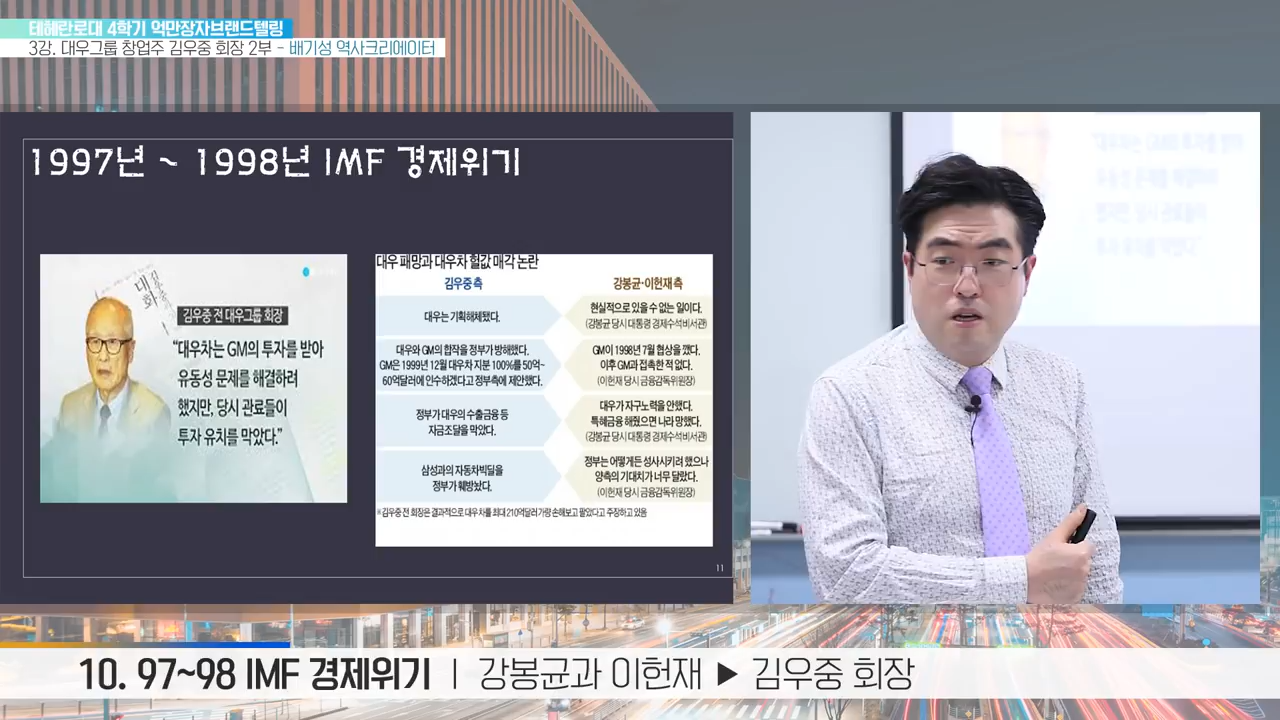 테헤란로대 4학기 억만장자브랜드텔링
3강. 대우그룹 창업주 김우중 회장 2부 - 배기성 역사크리에이터
1997년 ~ 1998년 IMF 경제위기
대화
김우중 전 대우그룹 회장
“대우차는 GM의 투자를 받아
유동성 문제를 해결하려
했지만, 당시 관료들이
투자 유치를 막았다.”
대우 패망과 대우차 헐값 매각 논란
김우중 측
강봉균·이헌재 측
대우는 기획해체됐다.
현실적으로 있을 수 없는 일이다.
(강봉균 당시 대통령 경제수석비서관)
대우와 GM의 합작을 정부가 방해했다.
GM은 1999년 12월 대우차 지분 100%를 50억~
60억달러에 인수하겠다고 정부측에 제안했다.
GM이 1998년 7월 협상을 깼다.
이후 GM과 접촉한 적 없다.
(이헌재 당시 금융감독위원장)
정부가 대우의 수출금융 등
자금조달을 막았다.
대우가 자구노력을 안했다.
특혜금융 해줬으면 나라 망했다.
(강봉균 당시 대통령 경제수석비서관)
삼성과의 자동차빅딜을
정부가 훼방놨다.
정부는 어떻게든 성사시키려 했으나
양측의 기대치가 너무 달랐다.
(이헌재 당시 금융감독위원장)
※김우중 전 회장은 결과적으로 대우차를 최대 210억달러 가량 손해보고 팔았다고 주장하고 있음
11
10. 97~98 IMF 경제위기 | 강봉균과 이헌재 ▶ 김우중 회장